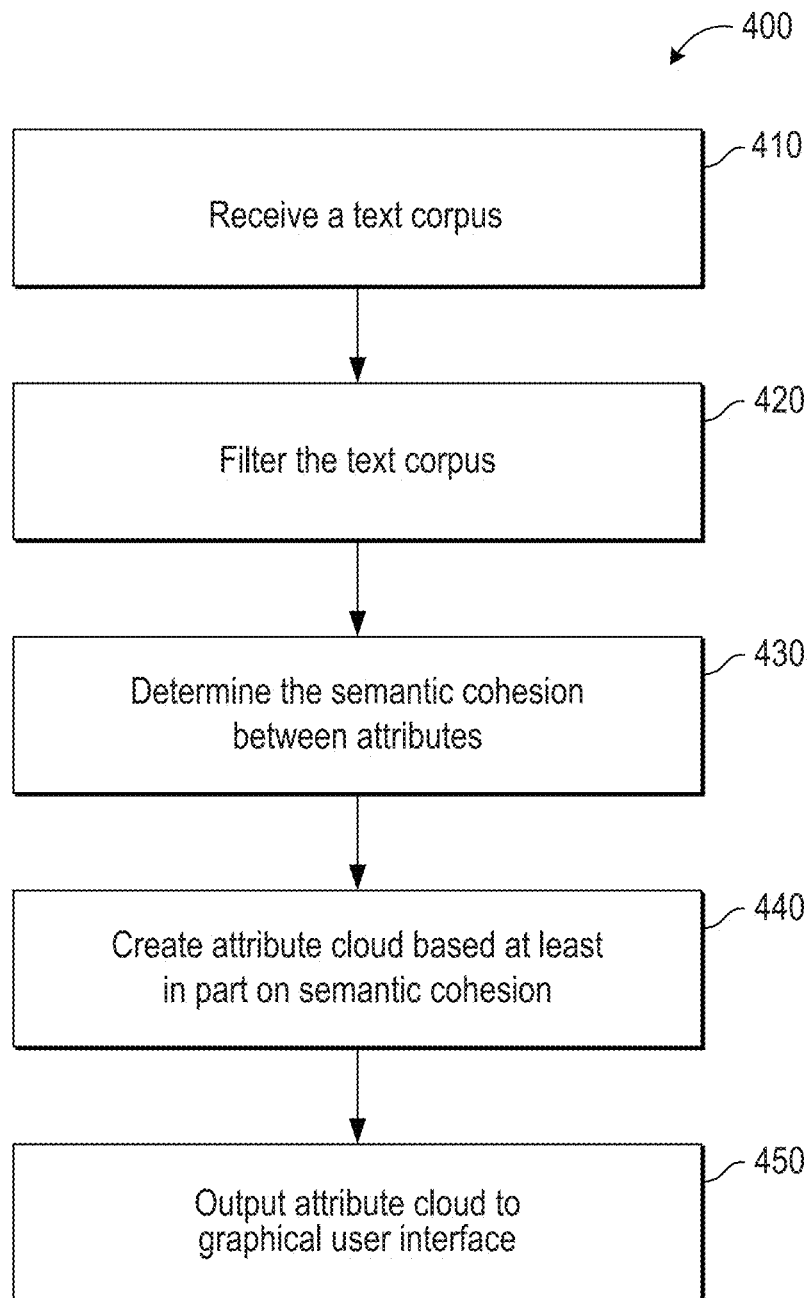 400
410
Receive a text corpus
420
Filter the text corpus
430
Determine the semantic cohesion
between attributes
440
Create attribute cloud based at least
in part on semantic cohesion
450
Output attribute cloud to
graphical user interface